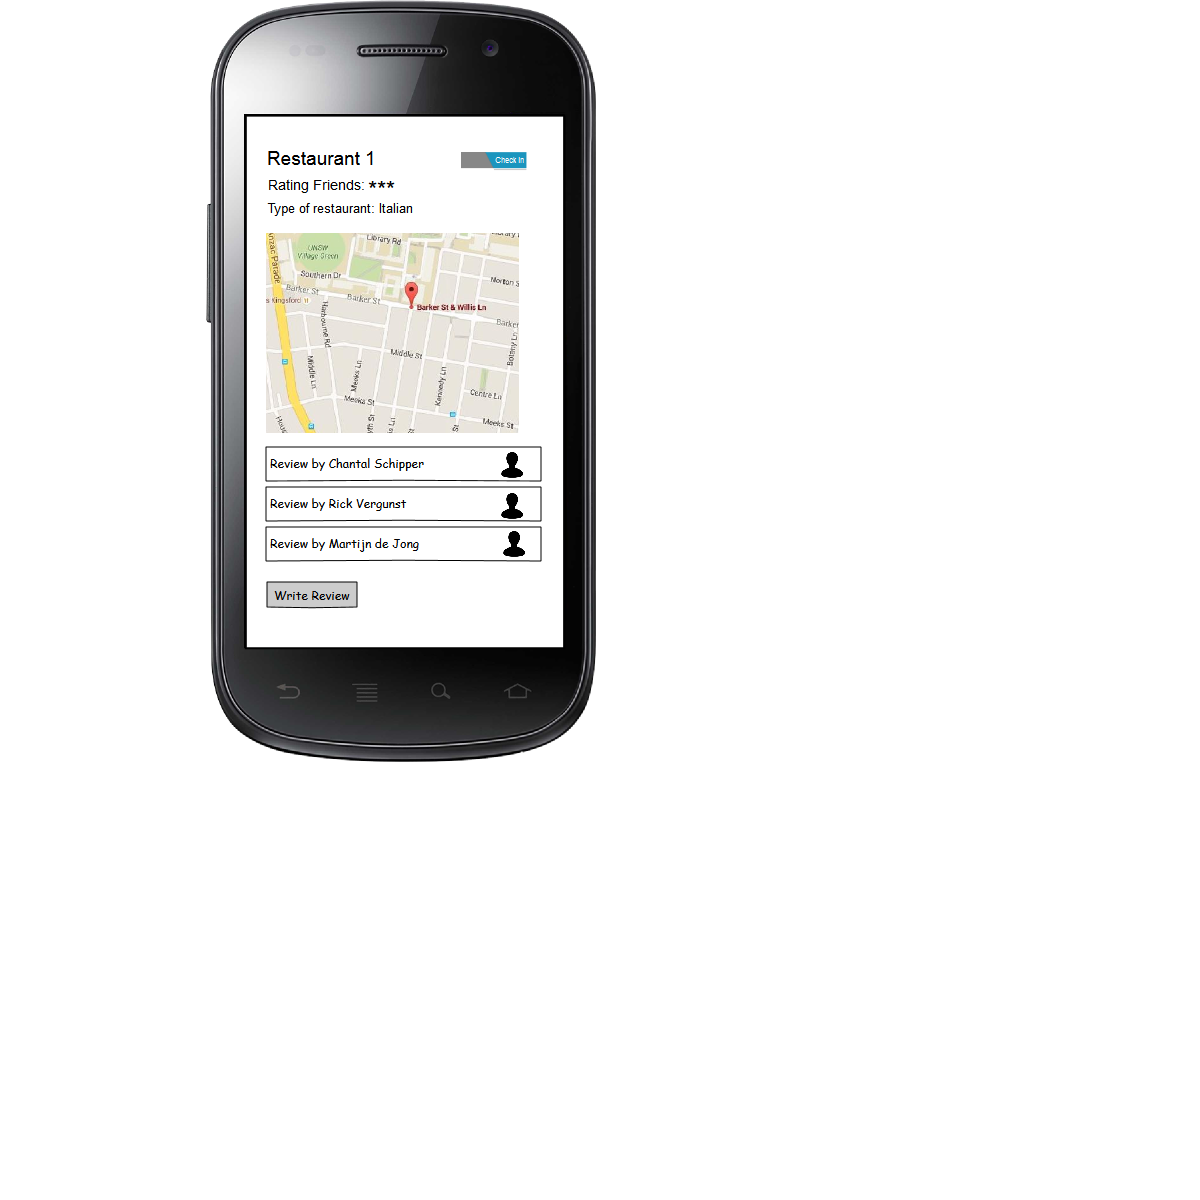 Restaurant 1
Check In
Rating Friends: ***
Type of restaurant: Italian
Library Rd
UNSW
Village Green
Anzac Parade
Southern Dr
Norton S
Barker St
Barker St
s Kingsford
Barker St & Willis Ln
Barker
Harbourne Rd
Botany Ln
Middle St
Middle Ln
Meeks Ln
Kennedy Ln
Centre Ln
Meeks St
Meeks St
Review by Chantal Schipper
Review by Rick Vergunst
Review by Martijn de Jong
Write Review